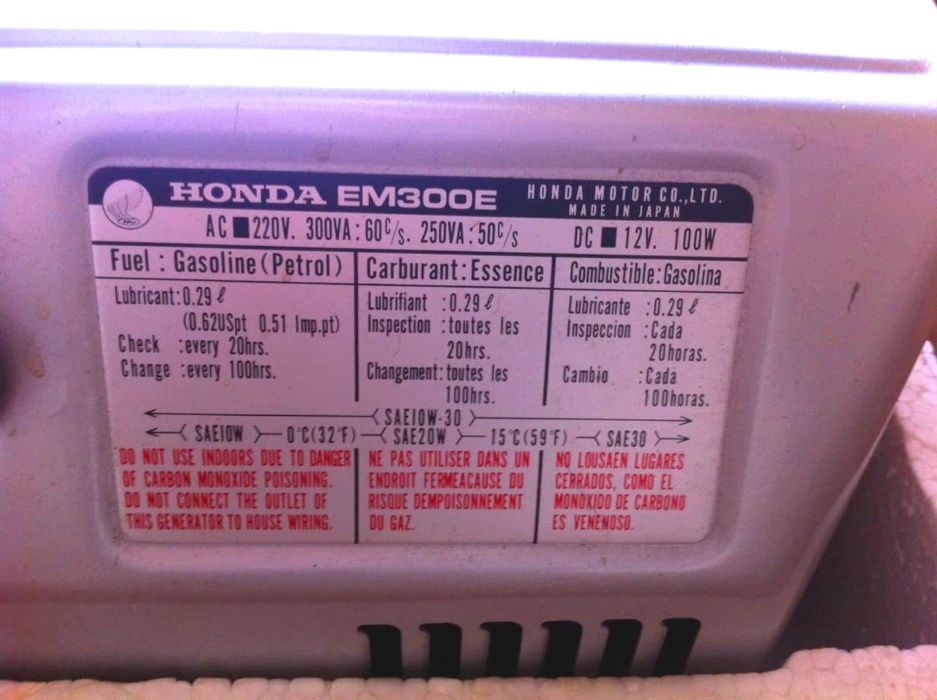 HONDA EM300E HONDA MOTOR CO.,LTD.
MADE IN JAPAN
AC ■ 220V. 300VA : 60C/s. 250VA : 50C/s DC ■ 12V. 100W
Fuel : Gasoline (Petrol)
Lubricant : 0.29 ℓ
(0.62USpt 0.51 Imp.pt)
Check : every 20hrs.
Change : every 100hrs.
Carburant : Essence
Lubrifiant : 0.29 ℓ
Inspection : toutes les
20hrs.
Changement : toutes les
100hrs.
Combustible : Gasolina
Lubricante : 0.29 ℓ
Inspeccion : Cada
20horas.
Cambio : Cada
100horas.
SAE10W-30
SAE10W 0°C(32°F) SAE20W 15°C(59°F) SAE30
DO NOT USE INDOORS DUE TO DANGER
OF CARBON MONOXIDE POISONING.
DO NOT CONNECT THE OUTLET OF
THIS GENERATOR TO HOUSE WIRING.
NE PAS UTILISER DANS UN
ENDROIT FERMEACAUSE DU
RISQUE DEMPOISONNEMENT
DU GAZ.
NO LOUSAEN LUGARES
CERRADOS, COMO EL
MONOXIDO DE CARBONO
ES VENENOSO.